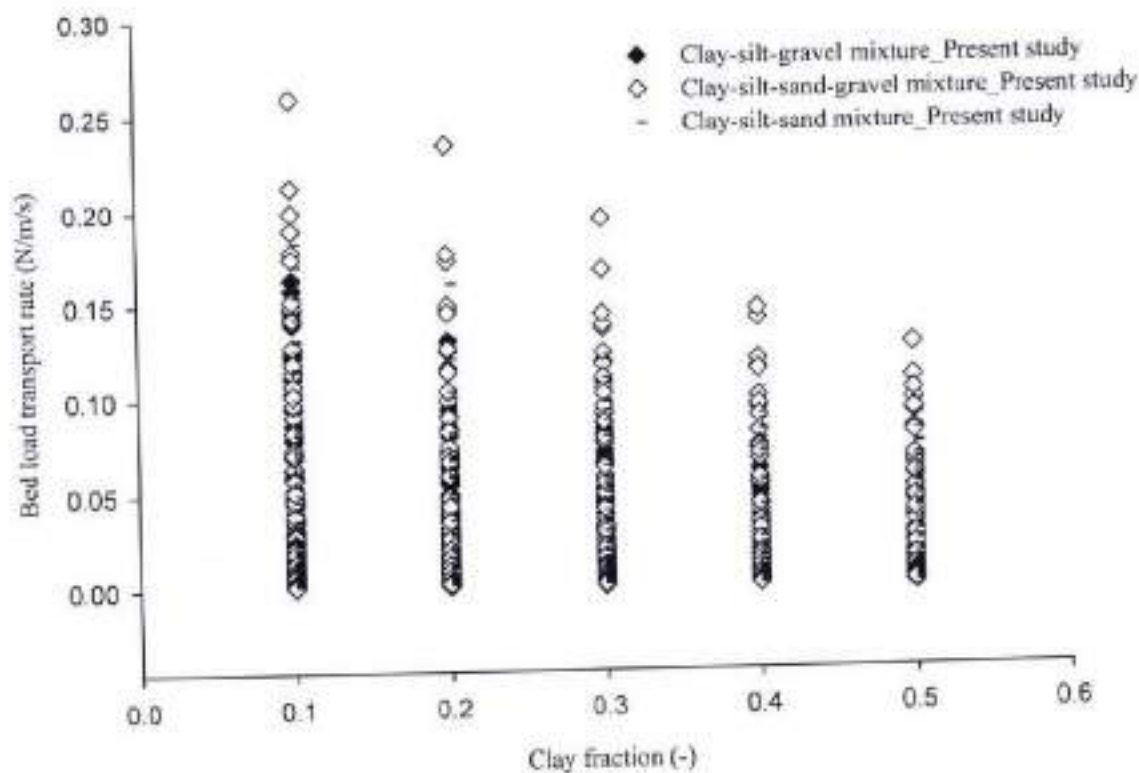 0.30
Clay-silt-gravel mixture_Present study
Clay-silt-sand-gravel mixture_Present study
Clay-silt-sand mixture_Present study
0.25
0.20
0.15
0.10
0.05
0.00
Bed load transport rate (N/m/s)
0.0 0.1 0.2 0.3 0.4 0.5 0.6
Clay fraction (-)